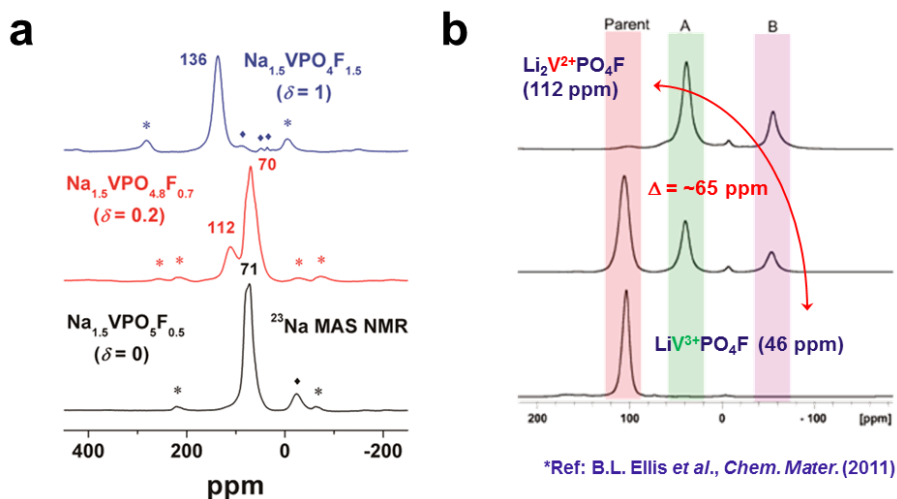 a
136
Na₁.₅VPO₄F₁.₅
(δ = 1)
*
♦
♦♦
*
70
Na₁.₅VPO₄.₈F₀.₇
(δ = 0.2)
112
* *
* *
71
Na₁.₅VPO₅F₀.₅
(δ = 0)
²³Na MAS NMR
*
♦
*
400 200 0 -200
ppm
b
Parent A B
Li₂V²⁺PO₄F
(112 ppm)
Δ = ~65 ppm
LiV³⁺PO₄F (46 ppm)
220 100 0 - 100 [ppm]
*Ref: B.L. Ellis et al., Chem. Mater. (2011)